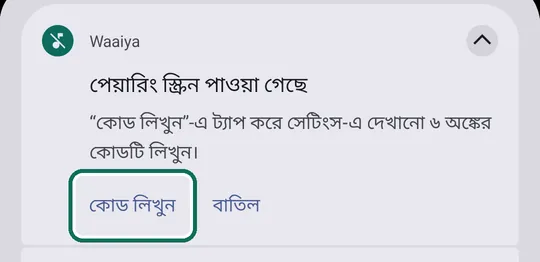 Waaiya
পেয়ারিং স্ক্রিন পাওয়া গেছে
“কোড লিখুন”-এ ট্যাপ করে সেটিংস-এ দেখানো ৬ অঙ্কের
কোডটি লিখুন।
কোড লিখুন বাতিল